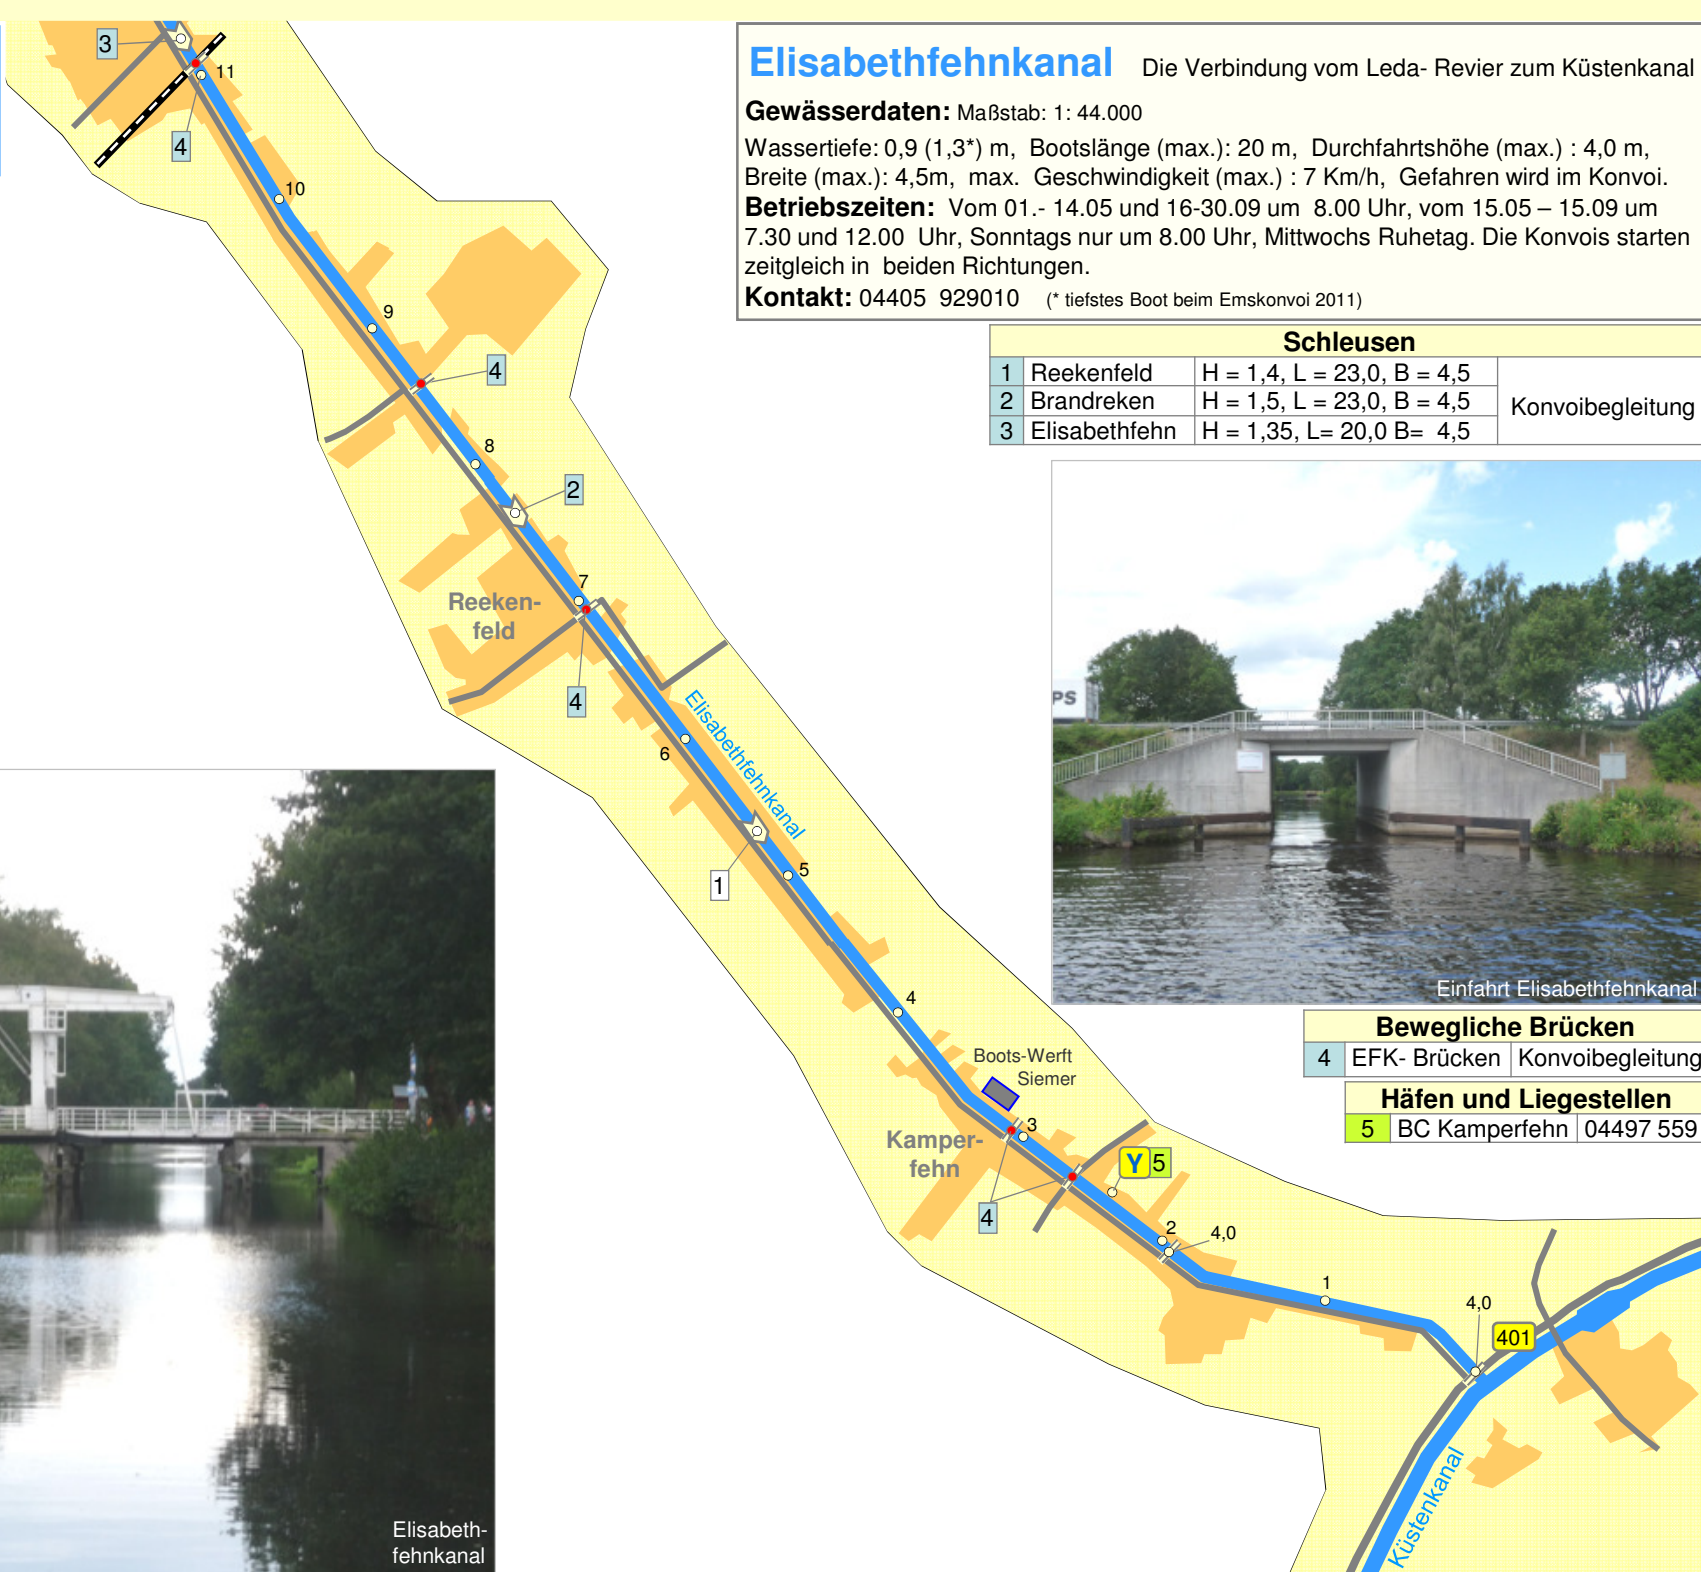 Elisabethfehnkanal Die Verbindung vom Leda- Revier zum Küstenkanal
Gewässerdaten: Maßstab: 1: 44.000
Wassertiefe: 0,9 (1,3*) m, Bootslänge (max.): 20 m, Durchfahrtshöhe (max.) : 4,0 m,
Breite (max.): 4,5m, max. Geschwindigkeit (max.) : 7 Km/h, Gefahren wird im Konvoi.
Betriebszeiten: Vom 01.- 14.05 und 16-30.09 um 8.00 Uhr, vom 15.05 – 15.09 um
7.30 und 12.00 Uhr, Sonntags nur um 8.00 Uhr, Mittwochs Ruhetag. Die Konvois starten
zeitgleich in beiden Richtungen.
Kontakt: 04405 929010 (* tiefstes Boot beim Emskonvoi 2011)
Schleusen
1 Reekenfeld H = 1,4, L = 23,0, B = 4,5
2 Brandreken H = 1,5, L = 23,0, B = 4,5
Konvoibegleitung
3 Elisabethfehn H = 1,35, L= 20,0 B= 4,5
PS
Einfahrt Elisabethfehnkanal
Bewegliche Brücken
4 EFK- Brücken Konvoibegleitung
Häfen und Liegestellen
5 BC Kamperfehn 04497 559
3
11
4
10
9
4
8
2
7
Reeken-
feld
4
Elisabethfehnkanal
6
5
1
4
Boots-Werft
Siemer
3
Kamper-
fehn
Y 5
4
2
4,0
1
4,0
401
Küstenkanal
Elisabeth-
fehnkanal